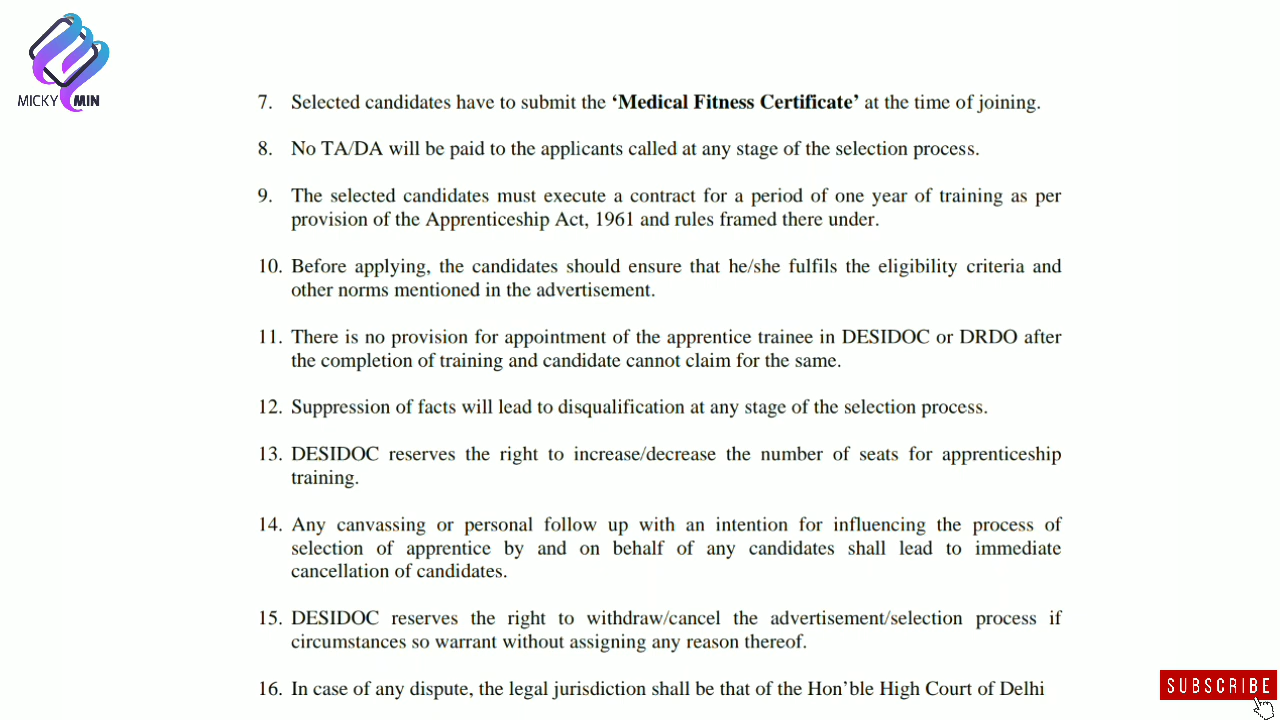 MICKY MIN
7. Selected candidates have to submit the ‘Medical Fitness Certificate’ at the time of joining.
8. No TA/DA will be paid to the applicants called at any stage of the selection process.
9. The selected candidates must execute a contract for a period of one year of training as per
provision of the Apprenticeship Act, 1961 and rules framed there under.
10. Before applying, the candidates should ensure that he/she fulfils the eligibility criteria and
other norms mentioned in the advertisement.
11. There is no provision for appointment of the apprentice trainee in DESIDOC or DRDO after
the completion of training and candidate cannot claim for the same.
12. Suppression of facts will lead to disqualification at any stage of the selection process.
13. DESIDOC reserves the right to increase/decrease the number of seats for apprenticeship
training.
14. Any canvassing or personal follow up with an intention for influencing the process of
selection of apprentice by and on behalf of any candidates shall lead to immediate
cancellation of candidates.
15. DESIDOC reserves the right to withdraw/cancel the advertisement/selection process if
circumstances so warrant without assigning any reason thereof.
16. In case of any dispute, the legal jurisdiction shall be that of the Hon’ble High Court of Delhi
SUBSCRIBE